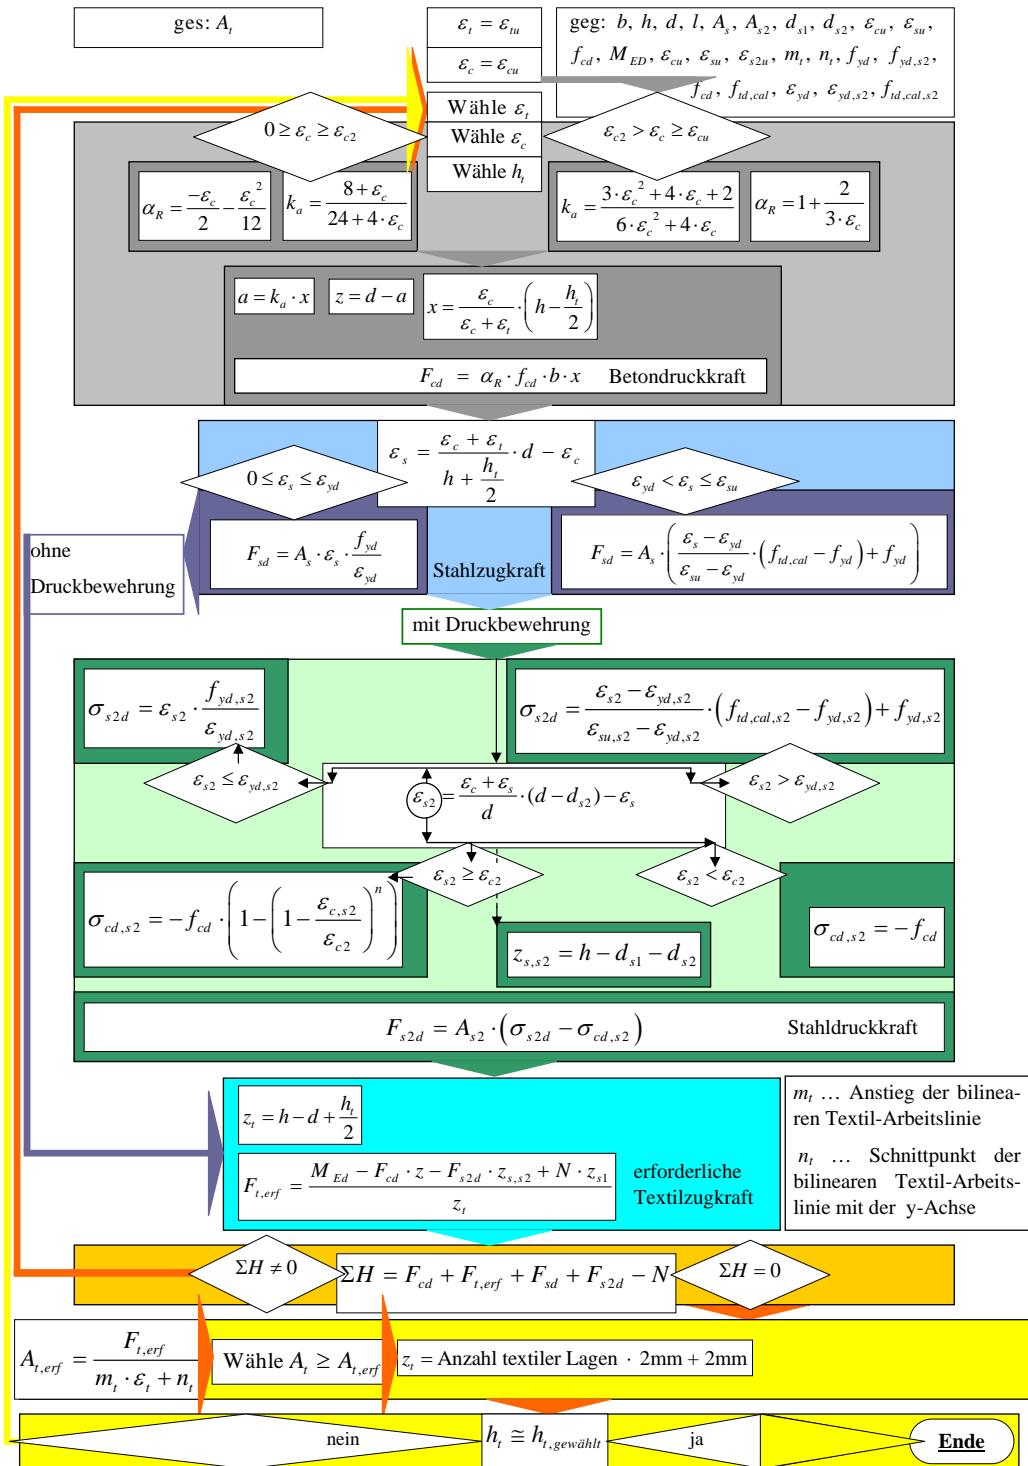 ges: A_t
ε_t = ε_tu
ε_c = ε_cu
geg: b, h, d, l, A_s, A_s2, d_s1, d_s2, ε_cu, ε_su,
f_cd, M_ED, ε_cu, ε_su, ε_s2u, m_t, n_t, f_yd, f_yd,s2,
f_cd, f_td,cal, ε_yd, ε_yd,s2, f_td,cal,s2
Wähle ε_t
Wähle ε_c
Wähle h_t
0 ≥ ε_c ≥ ε_c2
ε_c2 > ε_c ≥ ε_cu
α_R = -ε_c/2 - ε_c²/12
k_a = (8 + ε_c)/(24 + 4·ε_c)
k_a = (3·ε_c² + 4·ε_c + 2)/(6·ε_c² + 4·ε_c)
α_R = 1 + 2/(3·ε_c)
a = k_a · x
z = d - a
x = ε_c/(ε_c + ε_t) · (h - h_t/2)
F_cd = α_R · f_cd · b · x Betondruckkraft
ε_s = (ε_c + ε_t)/(h + h_t/2) · d - ε_c
0 ≤ ε_s ≤ ε_yd
ε_yd < ε_s ≤ ε_su
F_sd = A_s · ε_s · f_yd/ε_yd
Stahlzugkraft
F_sd = A_s · ((ε_s - ε_yd)/(ε_su - ε_yd) · (f_td,cal - f_yd) + f_yd)
ohne
Druckbewehrung
mit Druckbewehrung
σ_s2d = ε_s2 · f_yd,s2/ε_yd,s2
σ_s2d = (ε_s2 - ε_yd,s2)/(ε_su,s2 - ε_yd,s2) · (f_td,cal,s2 - f_yd,s2) + f_yd,s2
ε_s2 ≤ ε_yd,s2
ε_s2 = (ε_c + ε_s)/d · (d - d_s2) - ε_s
ε_s2 > ε_yd,s2
ε_s2 ≥ ε_c2
ε_s2 < ε_c2
σ_cd,s2 = -f_cd · (1 - (1 - ε_c,s2/ε_c2)^n)
z_s,s2 = h - d_s1 - d_s2
σ_cd,s2 = -f_cd
F_s2d = A_s2 · (σ_s2d - σ_cd,s2) Stahldruckkraft
z_t = h - d + h_t/2
F_t,erf = (M_Ed - F_cd · z - F_s2d · z_s,s2 + N · z_s1)/z_t
erforderliche
Textilzugkraft
m_t … Anstieg der bilinea-
ren Textil-Arbeitslinie
n_t … Schnittpunkt der
bilinearen Textil-Arbeits-
linie mit der y-Achse
ΣH ≠ 0
ΣH = F_cd + F_t,erf + F_sd + F_s2d - N
ΣH = 0
A_t,erf = F_t,erf/(m_t · ε_t + n_t)
Wähle A_t ≥ A_t,erf
z_t = Anzahl textiler Lagen · 2mm + 2mm
nein
h_t ≅ h_t,gewählt
ja
Ende